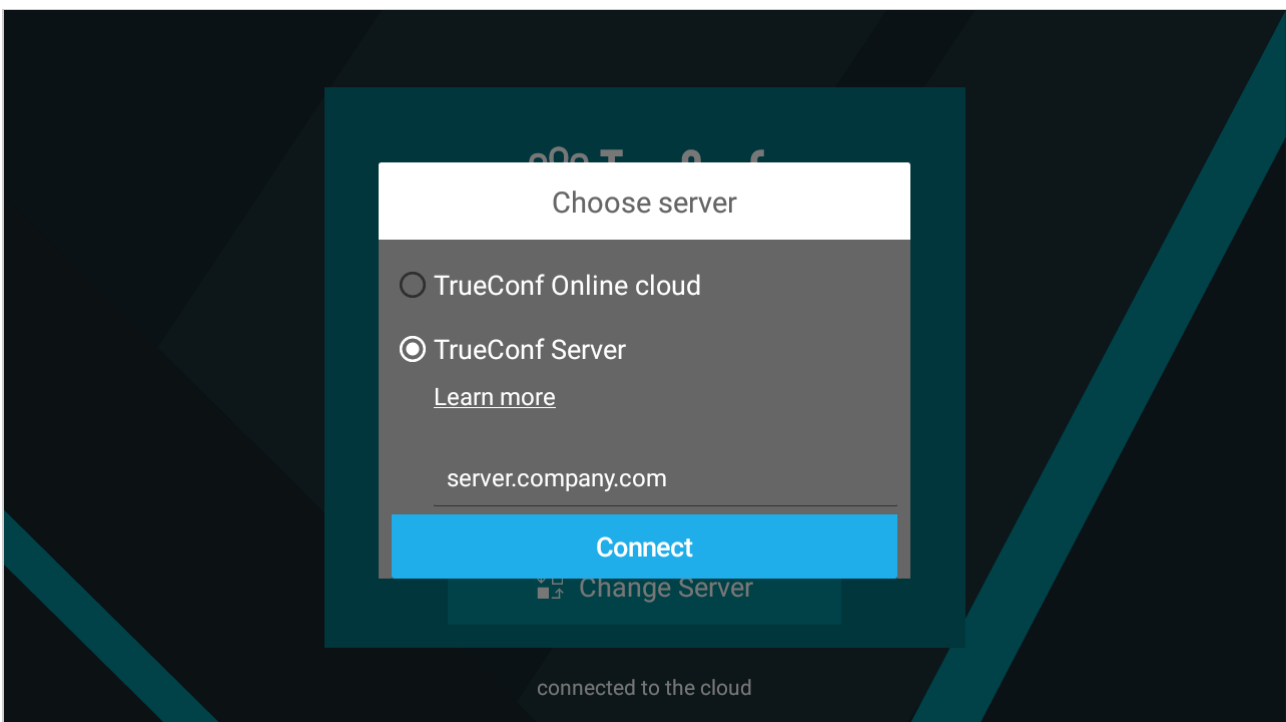 Choose server
TrueConf Online cloud
TrueConf Server
Learn more
server.company.com
Connect
Change Server
connected to the cloud